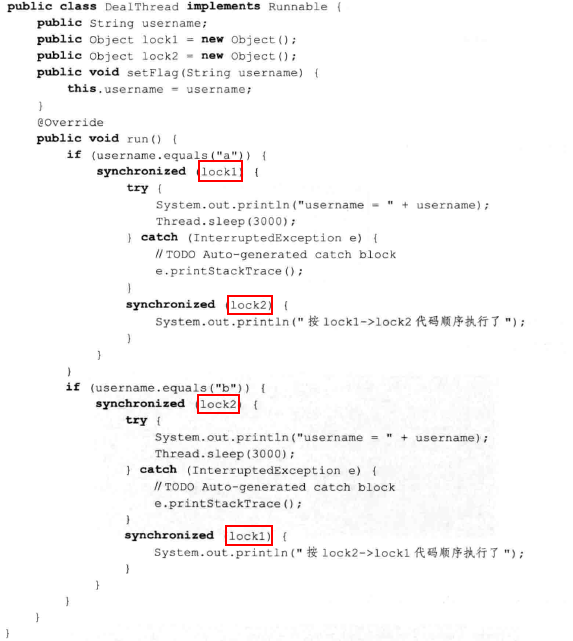 public class DealThread implements Runnable {
public String username;
public Object lock1 = new Object();
public Object lock2 = new Object();
public void setFlag(String username) {
this.username = username;
}
@Override
public void run() {
if (username.equals("a")) {
synchronized (lock1) {
try {
System.out.println("username = " + username);
Thread.sleep(3000);
} catch (InterruptedException e) {
// TODO Auto-generated catch block
e.printStackTrace();
}
synchronized (lock2) {
System.out.println("按 lock1->lock2 代码顺序执行了");
}
}
}
if (username.equals("b")) {
synchronized (lock2) {
try {
System.out.println("username = " + username);
Thread.sleep(3000);
} catch (InterruptedException e) {
// TODO Auto-generated catch block
e.printStackTrace();
}
synchronized (lock1) {
System.out.println("按 lock2->lock1 代码顺序执行了");
}
}
}
}
}